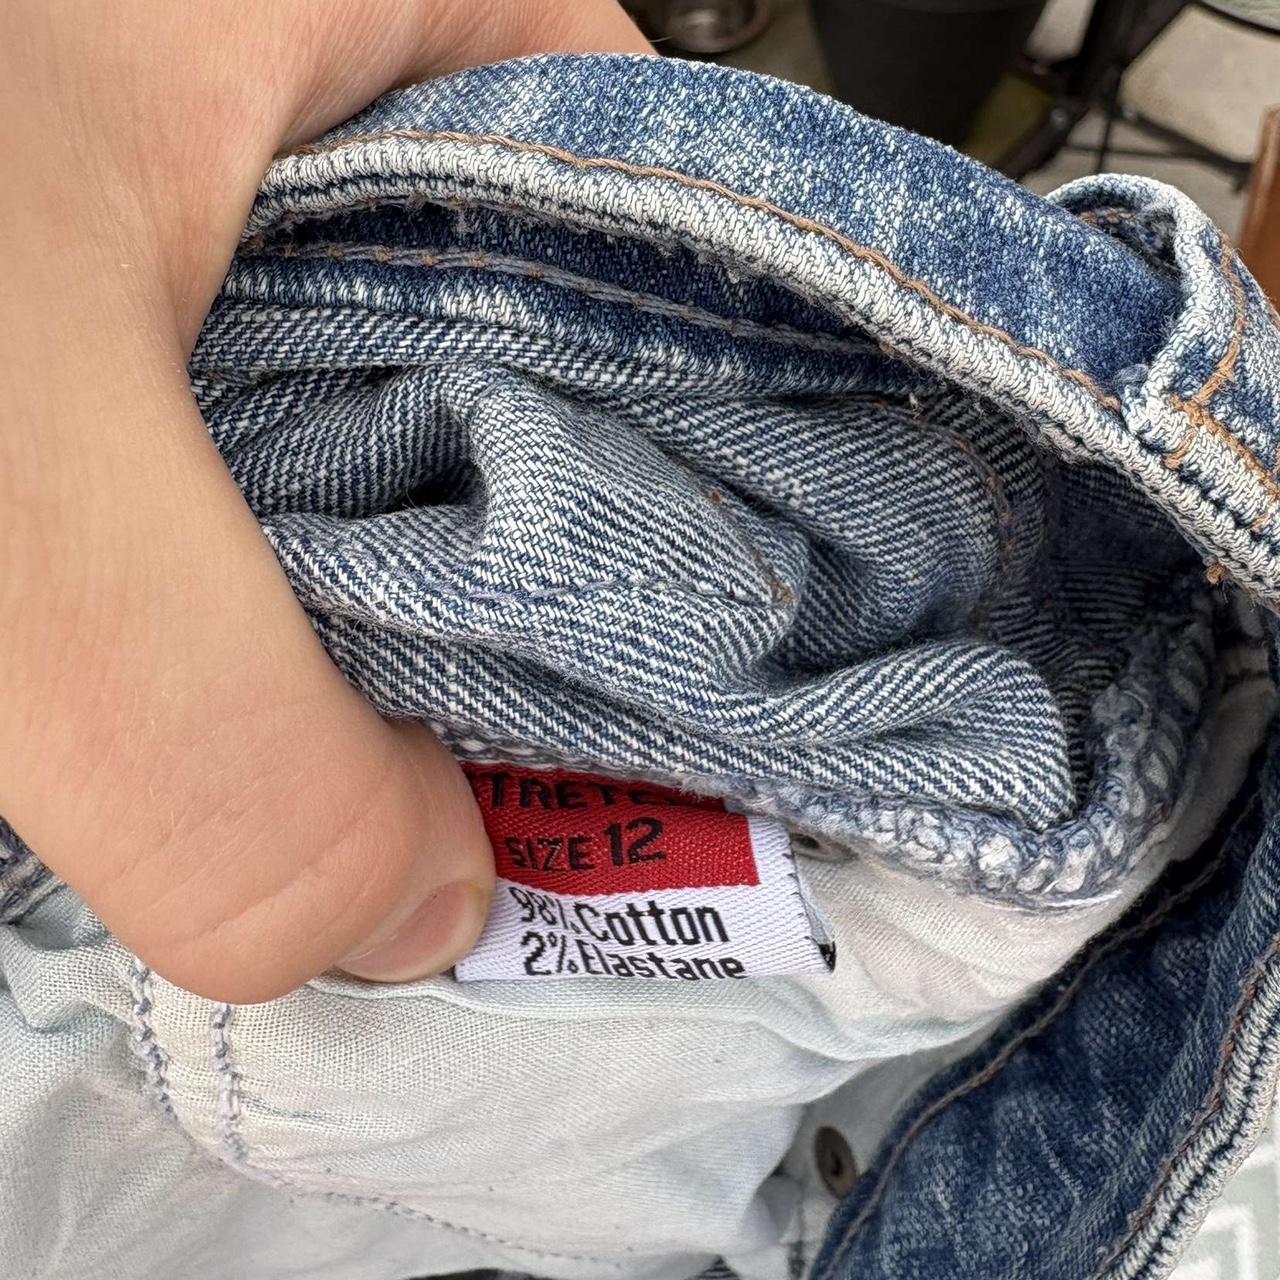 SIZE 12
98% Cotton
2% Elastane